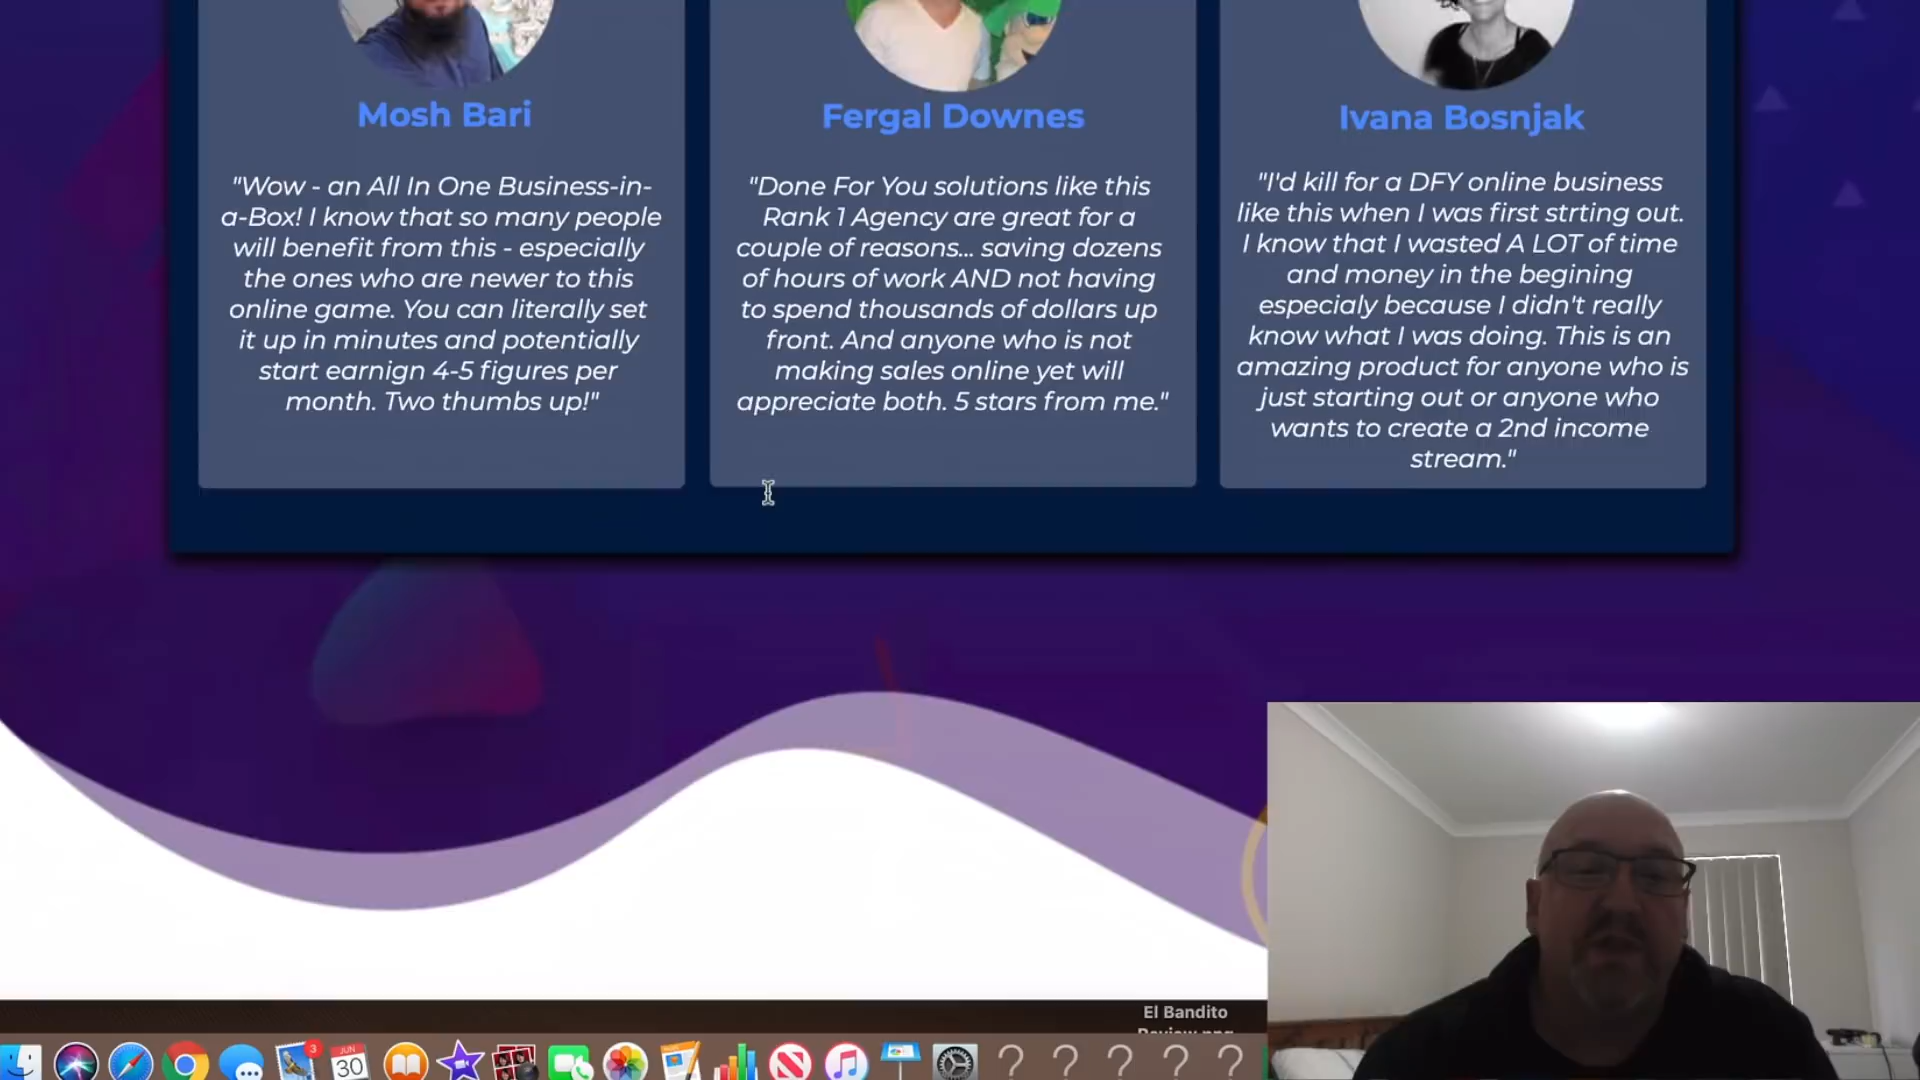 Mosh Bari
"Wow - an All In One Business-in-
a-Box! I know that so many people
will benefit from this - especially
the ones who are newer to this
online game. You can literally set
it up in minutes and potentially
start earnign 4-5 figures per
month. Two thumbs up!"
Fergal Downes
"Done For You solutions like this
Rank 1 Agency are great for a
couple of reasons... saving dozens
of hours of work AND not having
to spend thousands of dollars up
front. And anyone who is not
making sales online yet will
appreciate both. 5 stars from me."
Ivana Bosnjak
"I'd kill for a DFY online business
like this when I was first strting out.
I know that I wasted A LOT of time
and money in the begining
especialy because I didn't really
know what I was doing. This is an
amazing product for anyone who is
just starting out or anyone who
wants to create a 2nd income
stream."
El Bandito
Review.png
3
JUN
30
? ? ? ? ?